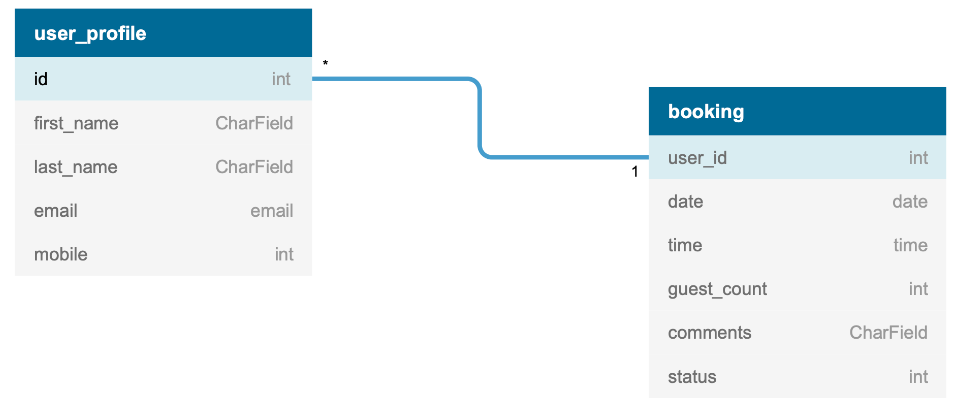 user_profile
id int
first_name CharField
last_name CharField
email email
mobile int
*
1
booking
user_id int
date date
time time
guest_count int
comments CharField
status int